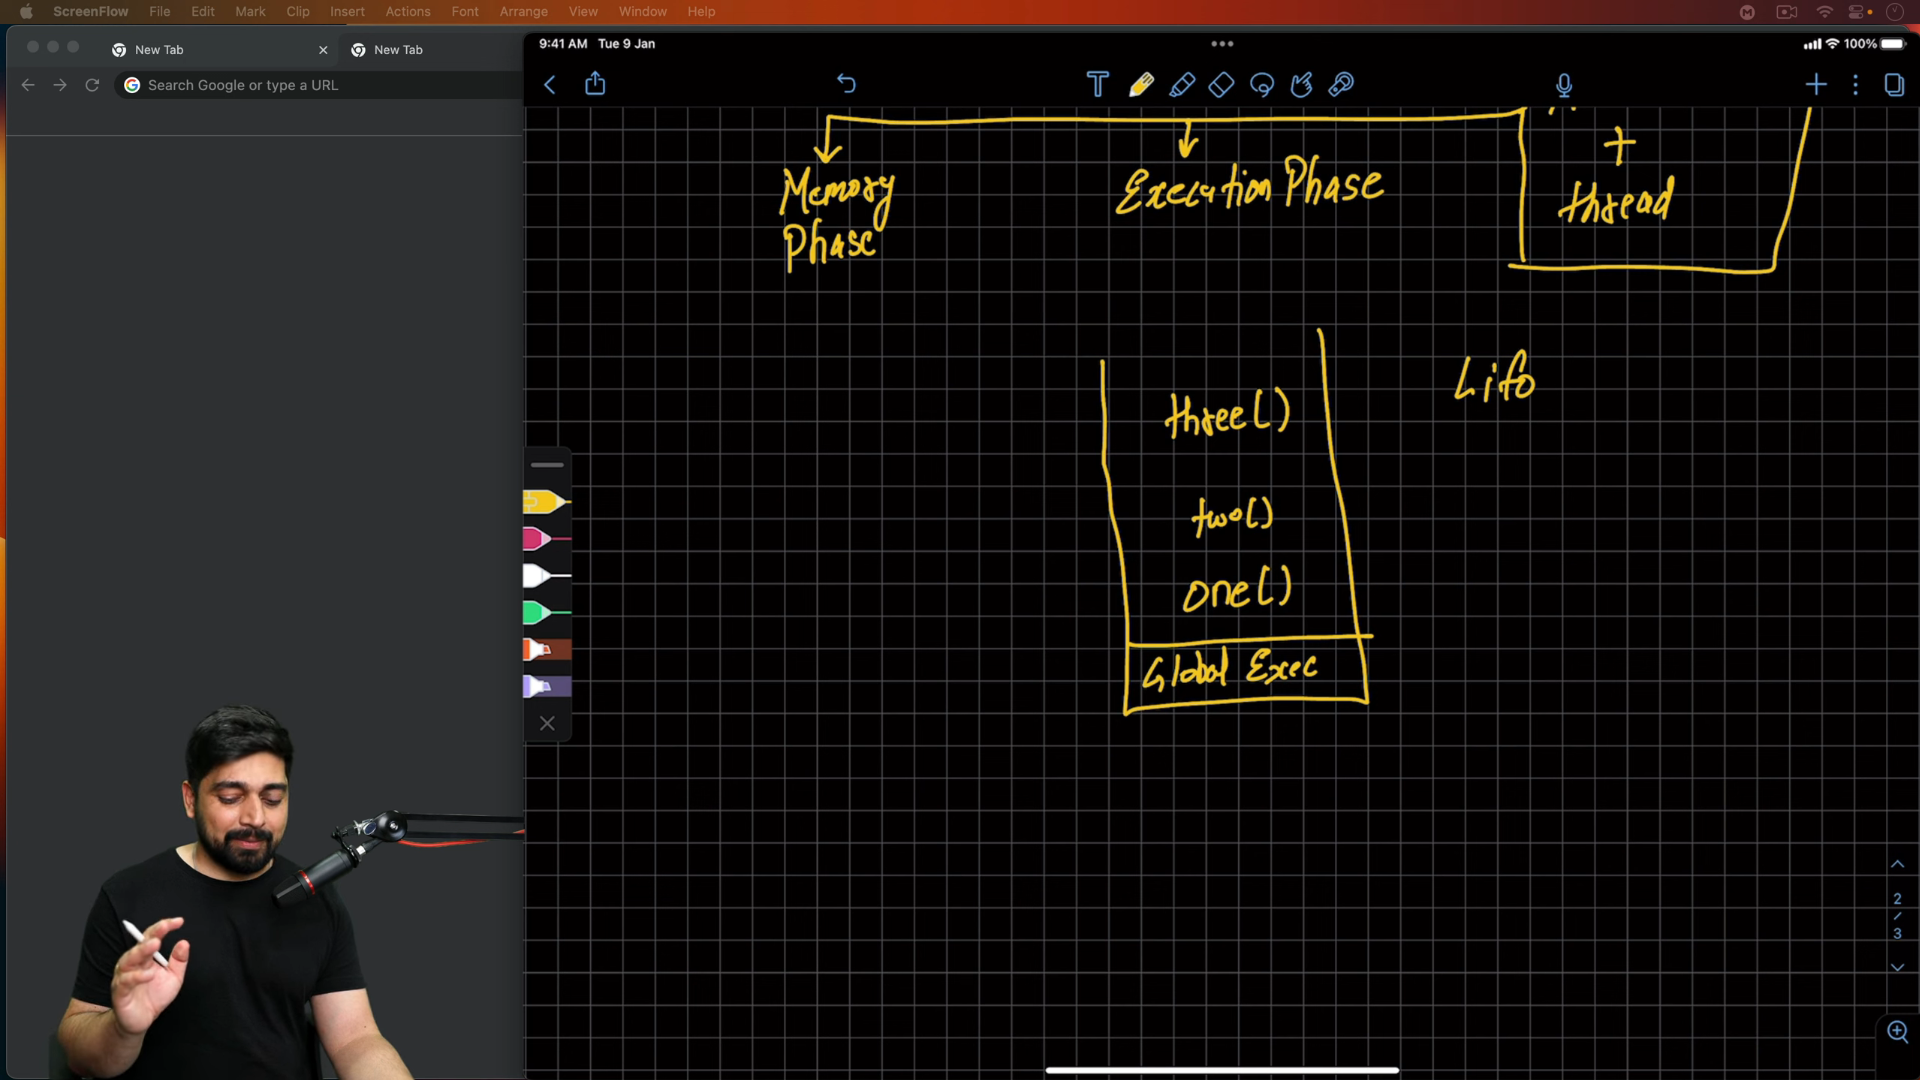 ScreenFlow File Edit Mark Clip Insert Actions Font Arrange View Window Help
New Tab
New Tab
Search Google or type a URL
9:41 AM Tue 9 Jan
100%
+
thread
Memory
Phase
Execution Phase
Lifo
three()
two()
one()
Global Exec
2
/
3